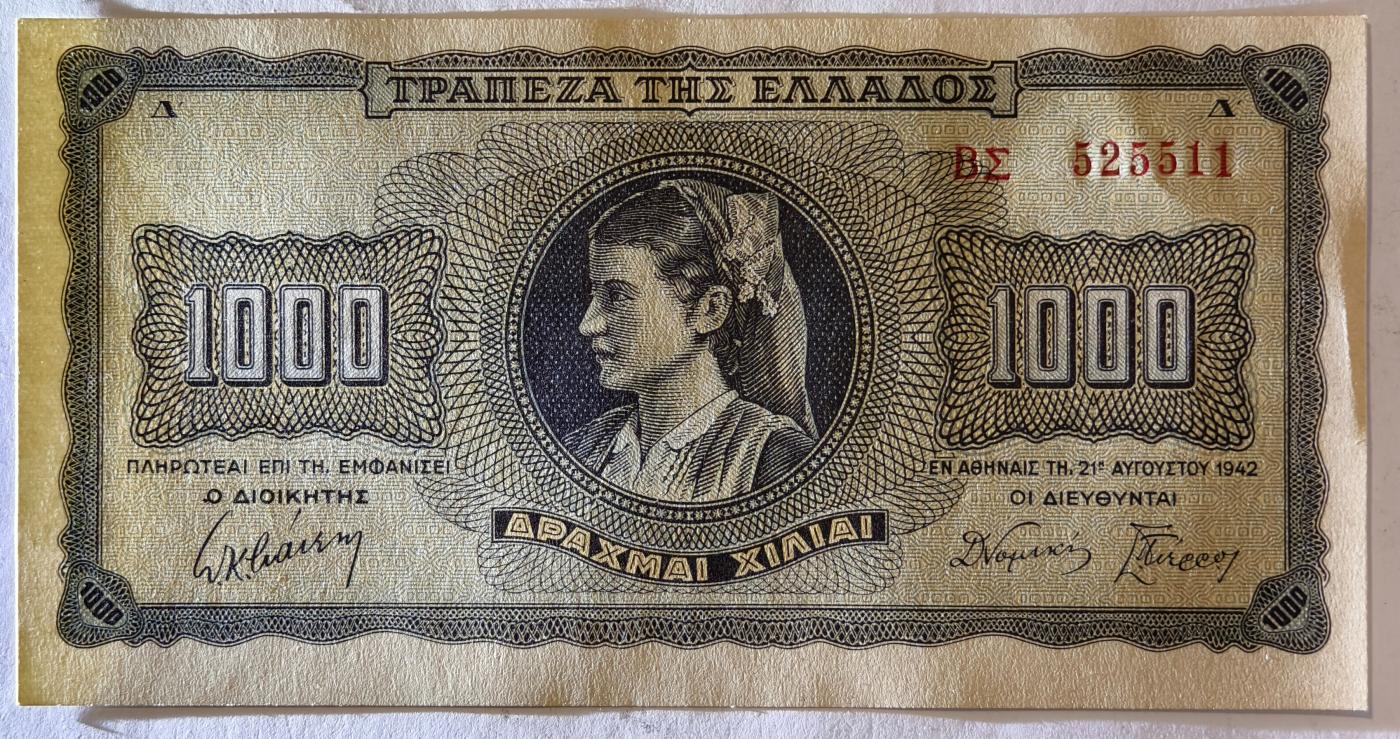 1000 ΤΡΑΠΕΖΑ ΤΗΣ ΕΛΛΑΔΟΣ 1000
Δ Δ
ΒΣ 525511
1000 1000
ΠΛΗΡΩΤΕΑΙ ΕΠΙ ΤΗ. ΕΜΦΑΝΙΣΕΙ
Ο ΔΙΟΙΚΗΤΗΣ
ΕΝ ΑΘΗΝΑΙΣ ΤΗ. 21ῃ ΑΥΓΟΥΣΤΟΥ 1942
ΟΙ ΔΙΕΥΘΥΝΤΑΙ
ΔΡΑΧΜΑΙ ΧΙΛΙΑΙ
1000 1000